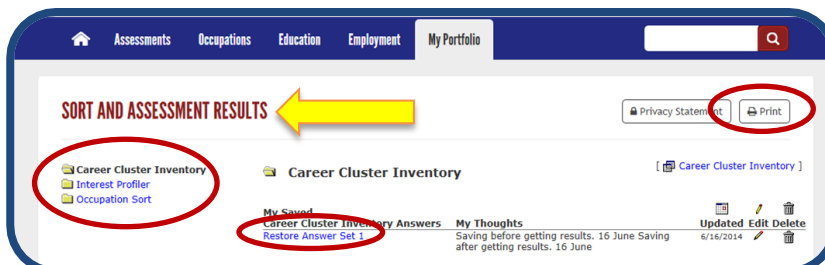 Assessments Occupations Education Employment My Portfolio
SORT AND ASSESSMENT RESULTS
Privacy Statement Print
Career Cluster Inventory
Interest Profiler
Occupation Sort
Career Cluster Inventory
[ Career Cluster Inventory ]
My Saved
Career Cluster Inventory Answers My Thoughts Updated Edit Delete
Restore Answer Set 1 Saving before getting results. 16 June Saving 6/16/2014
after getting results. 16 June